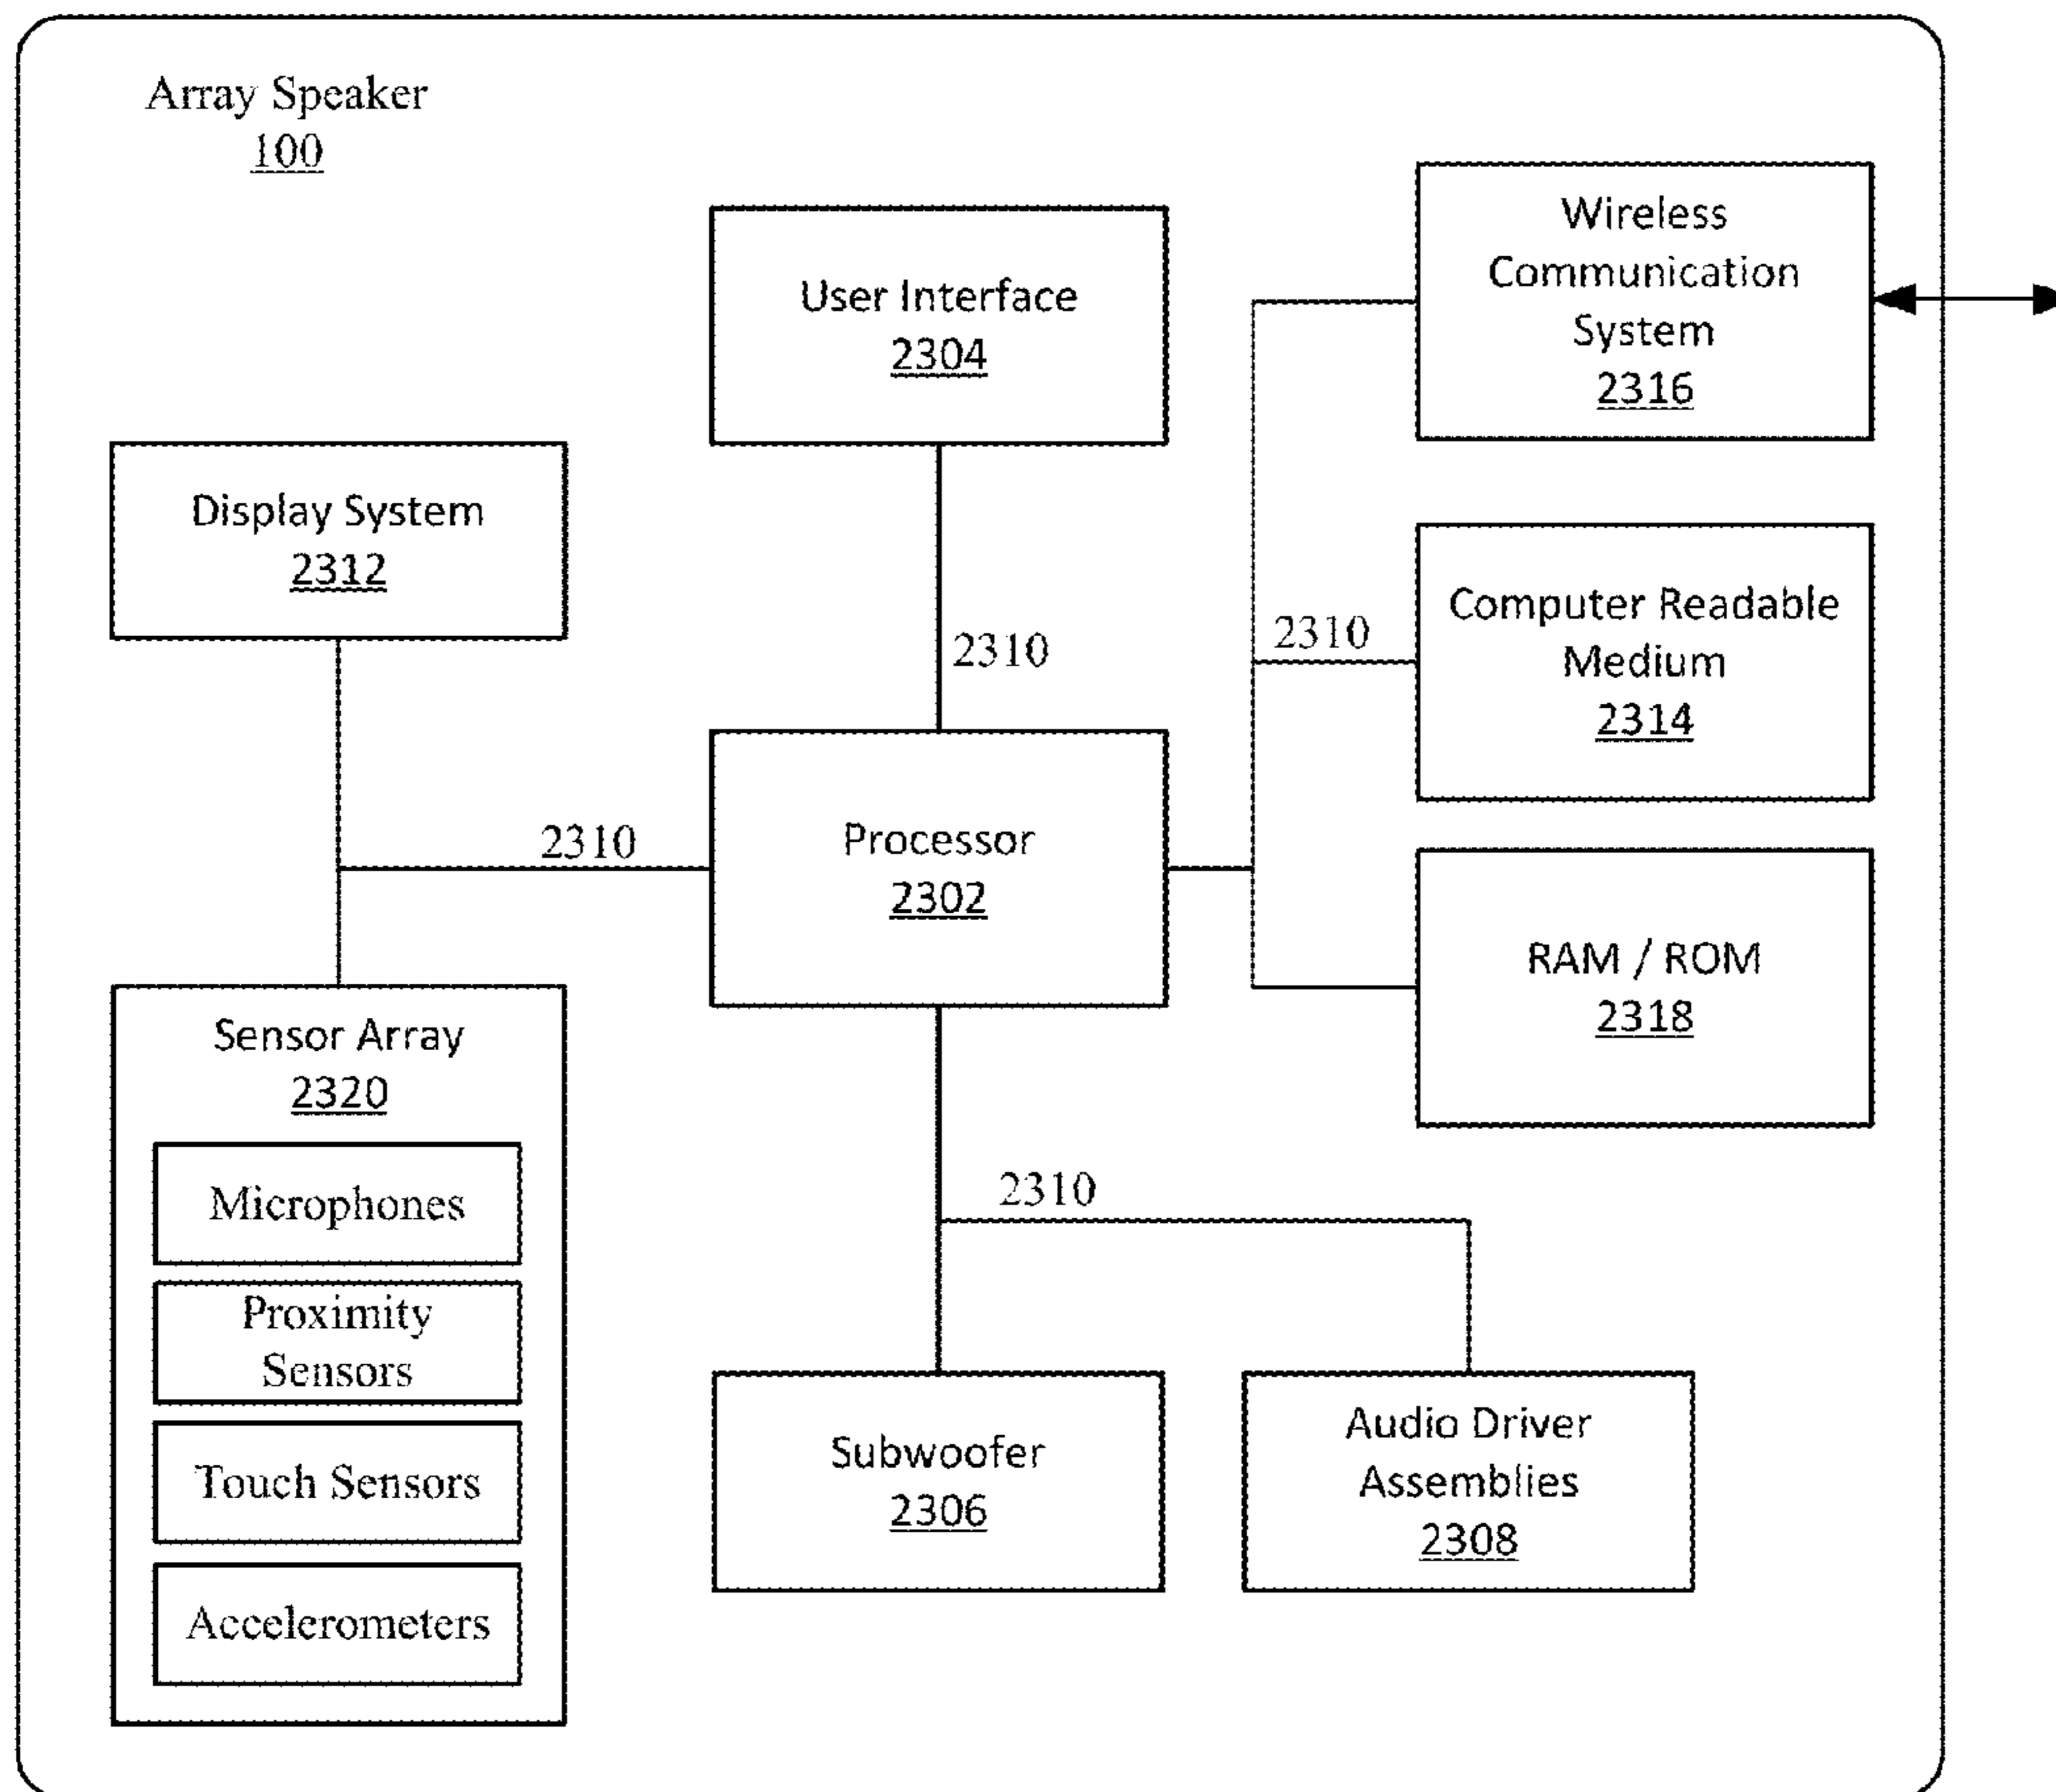 Array Speaker
100
Wireless
Communication
System
2316
User Interface
2304
Display System
2312
Computer Readable
Medium
2314
2310
2310
2310
Processor
2302
RAM / ROM
2318
Sensor Array
2320
Microphones
Proximity
Sensors
Touch Sensors
Accelerometers
2310
Subwoofer
2306
Audio Driver
Assemblies
2308